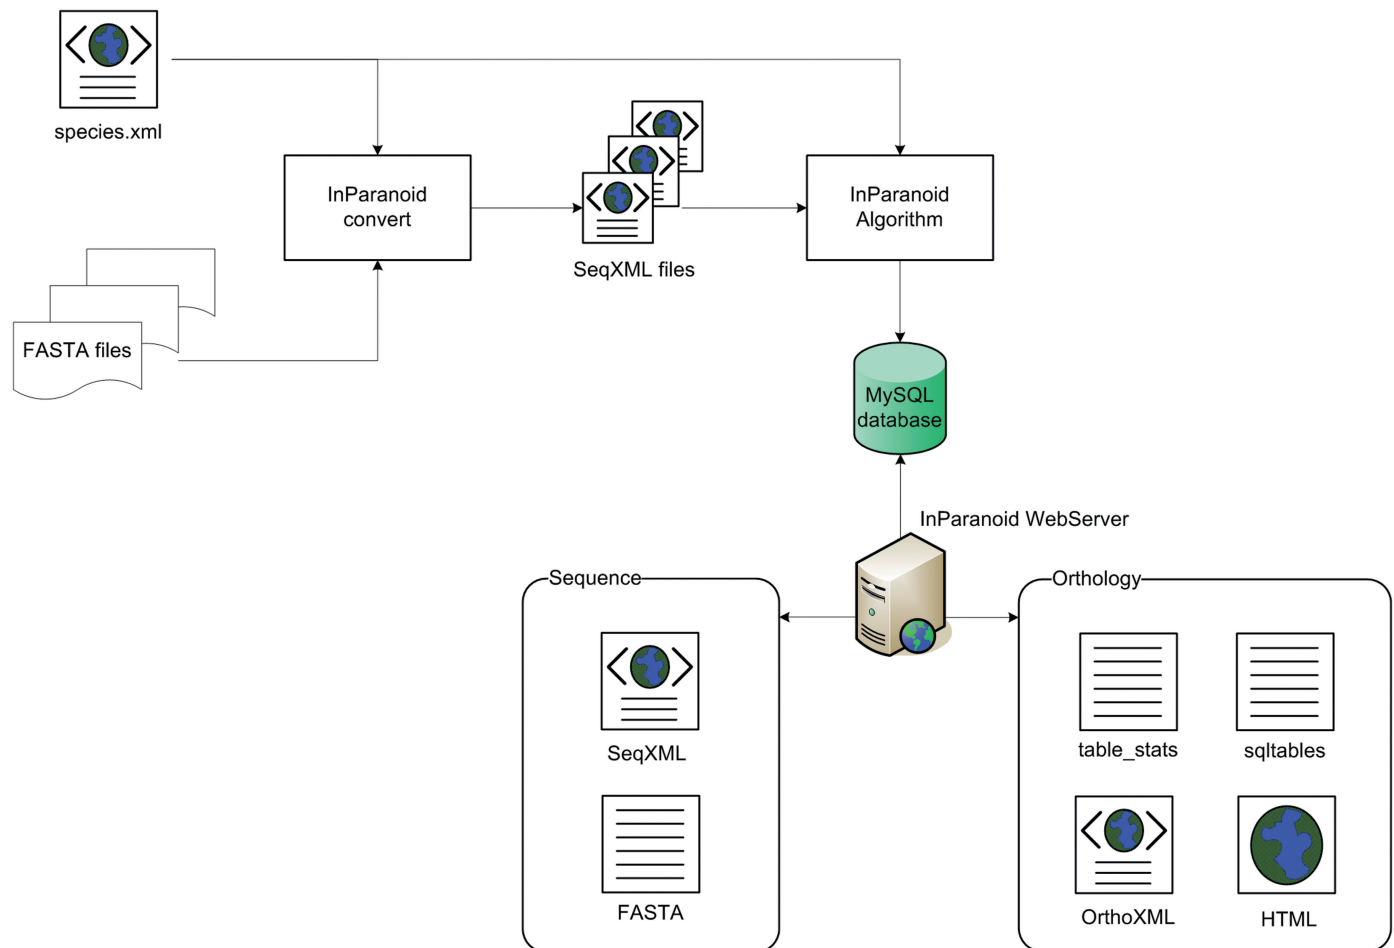 species.xml
InParanoid
convert
SeqXML files
InParanoid
Algorithm
FASTA files
MySQL
database
InParanoid WebServer
Sequence
SeqXML
FASTA
Orthology
table_stats
sqltables
OrthoXML
HTML